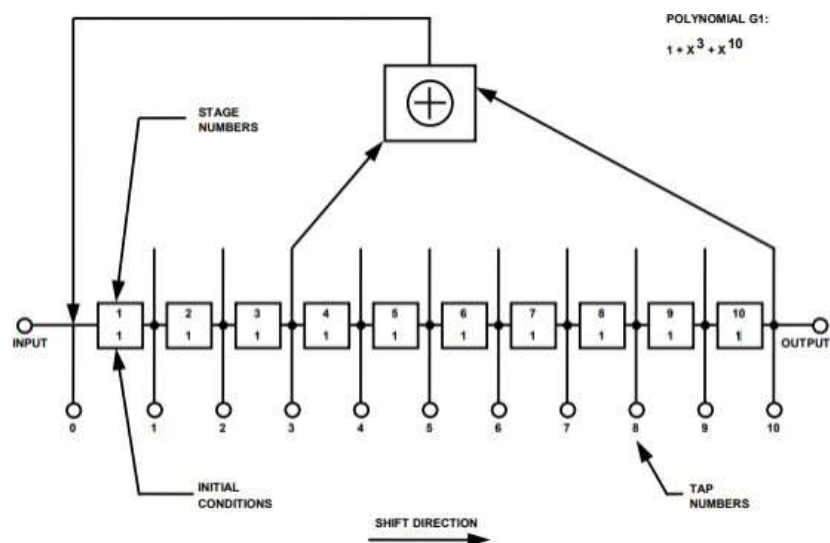 POLYNOMIAL G1:
1 + X 3 + X 10
STAGE
NUMBERS
1 2 3 4 5 6 7 8 9 10
1 1 1 1 1 1 1 1 1 1
INPUT
OUTPUT
0 1 2 3 4 5 6 7 8 9 10
INITIAL
CONDITIONS
TAP
NUMBERS
SHIFT DIRECTION